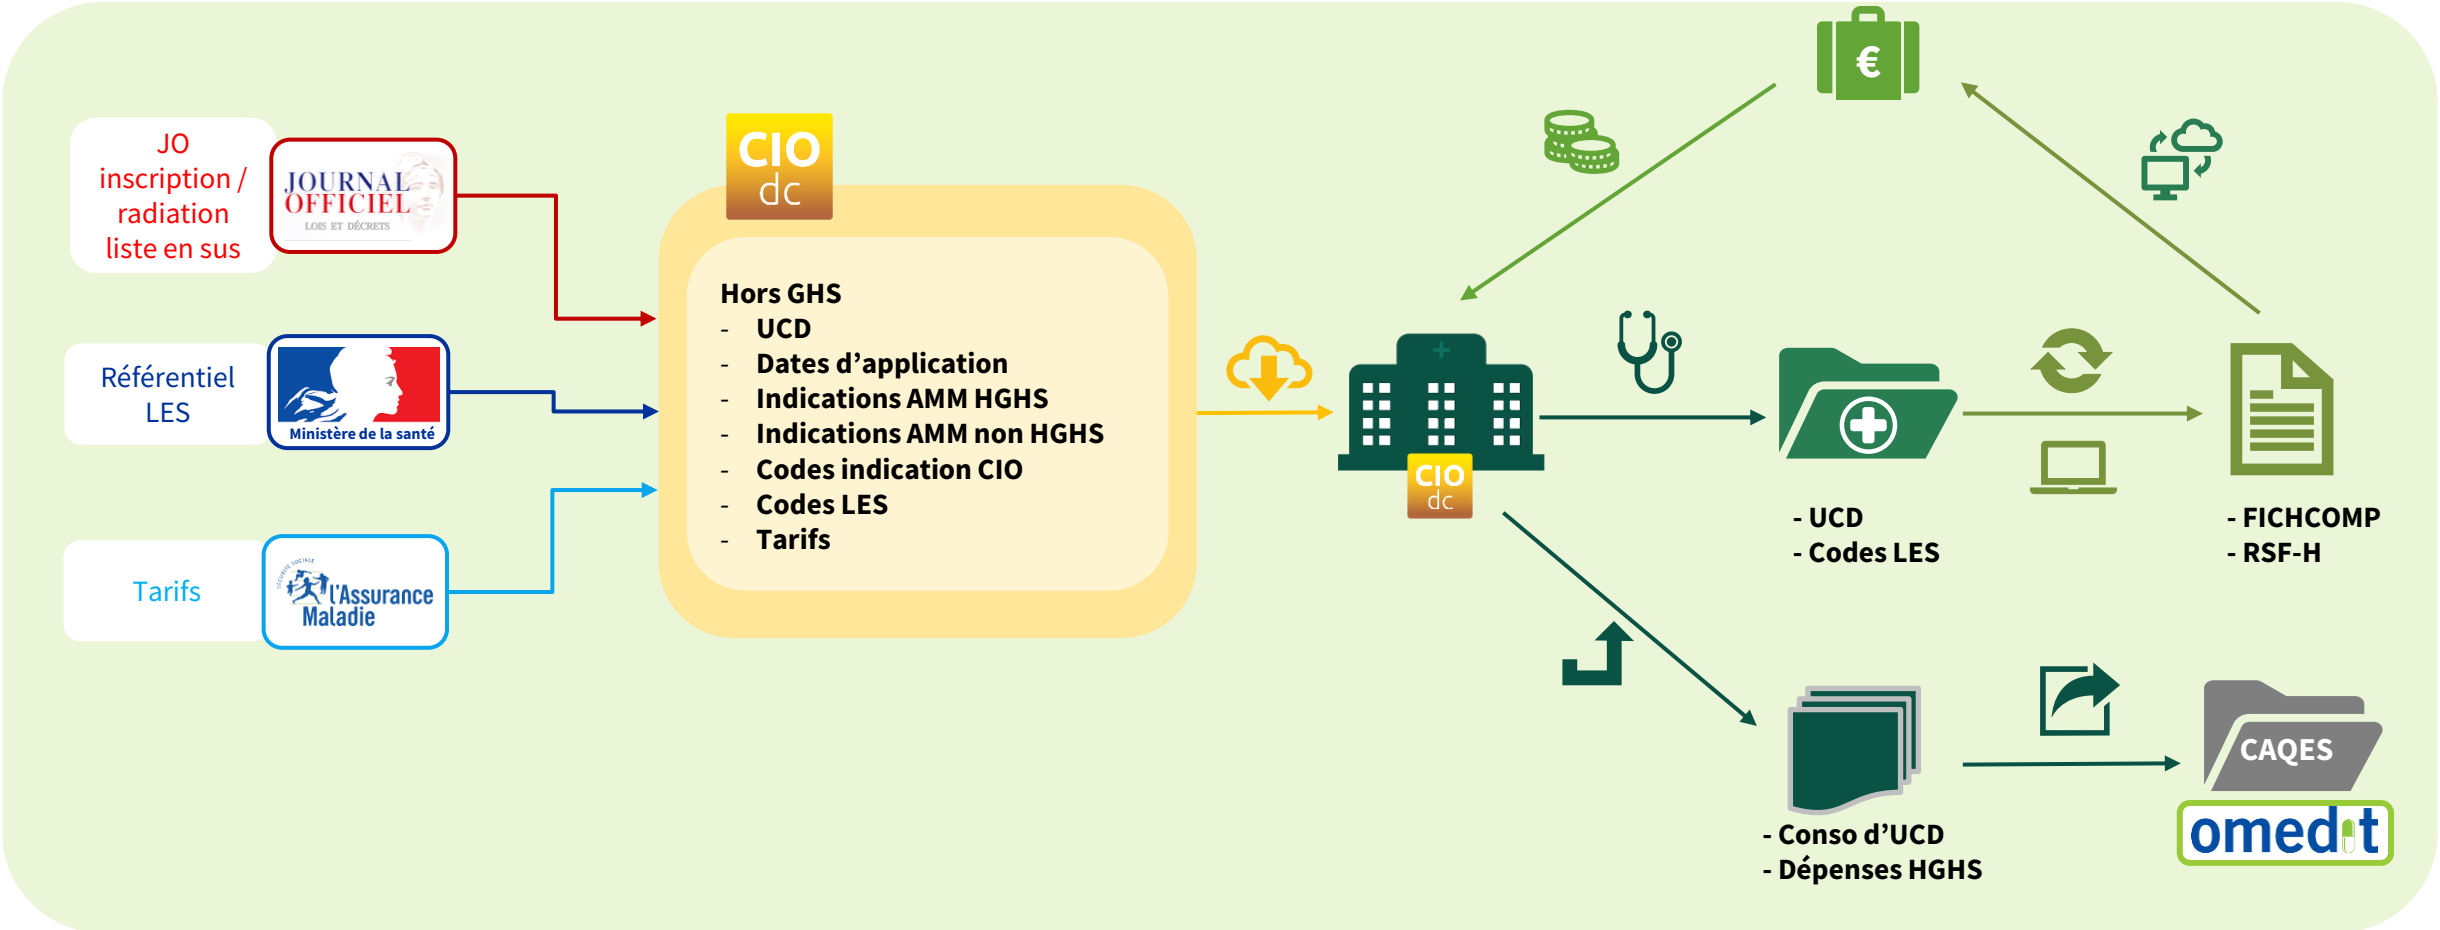 JO
inscription /
radiation
liste en sus
JOURNAL
OFFICIEL
LOIS ET DÉCRETS
Référentiel
LES
Ministère de la santé
Tarifs
SÉCURITÉ SOCIALE
l'Assurance
Maladie
CIO
dc
Hors GHS
- UCD
- Dates d’application
- Indications AMM HGHS
- Indications AMM non HGHS
- Codes indication CIO
- Codes LES
- Tarifs
€
CIO
dc
- UCD
- Codes LES
- FICHCOMP
- RSF-H
- Conso d’UCD
- Dépenses HGHS
CAQES
omedit